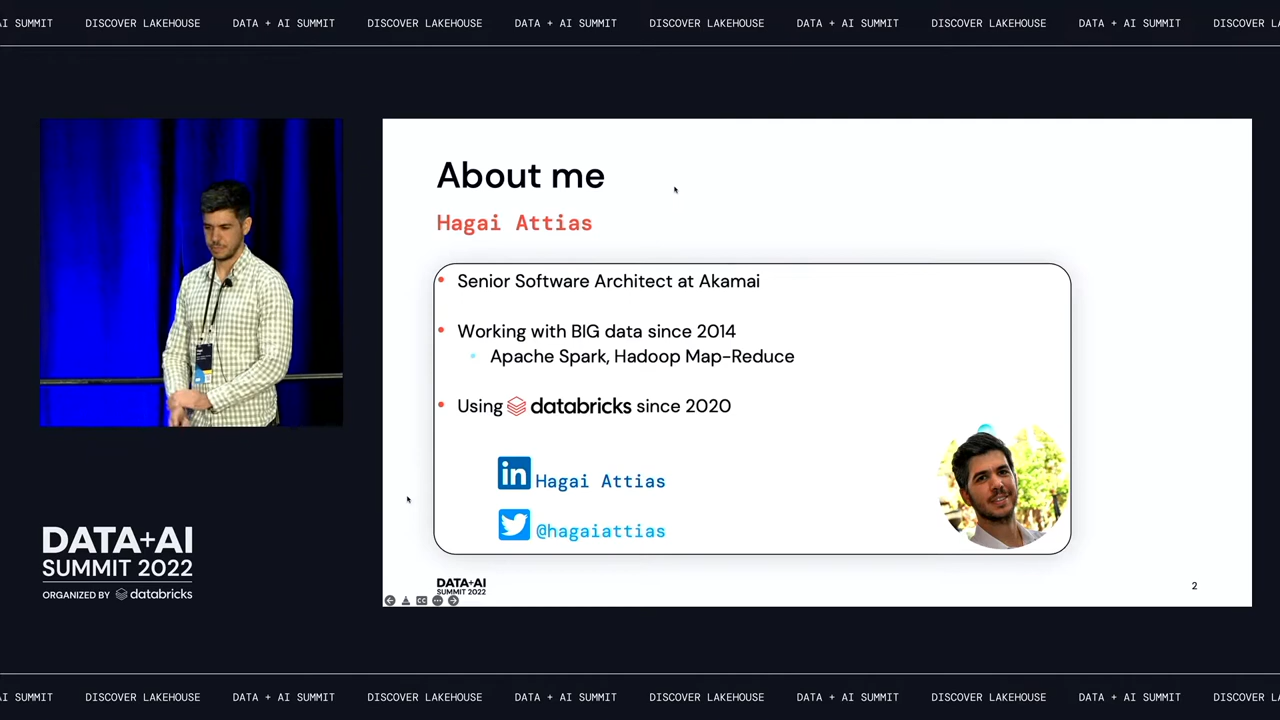 AI SUMMIT DISCOVER LAKEHOUSE DATA + AI SUMMIT DISCOVER LAKEHOUSE DATA + AI SUMMIT DISCOVER LAKEHOUSE DATA + AI SUMMIT DISCOVER LAKEHOUSE DATA + AI SUMMIT DISCOVER
About me
Hagai Attias
Senior Software Architect at Akamai
Working with BIG data since 2014
Apache Spark, Hadoop Map-Reduce
Using databricks since 2020
in Hagai Attias
@hagaiattias
DATA+AI
SUMMIT 2022
2
CC
DATA+AI
SUMMIT 2022
ORGANIZED BY databricks
AI SUMMIT DISCOVER LAKEHOUSE DATA + AI SUMMIT DISCOVER LAKEHOUSE DATA + AI SUMMIT DISCOVER LAKEHOUSE DATA + AI SUMMIT DISCOVER LAKEHOUSE DATA + AI SUMMIT DISCOVER